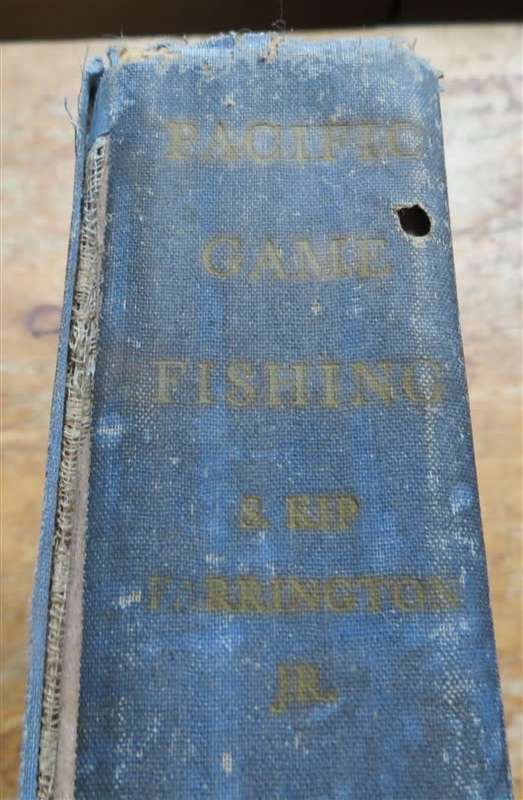 PACIFIC
GAME
FISHING
S. KIP
FARRINGTON
JR.